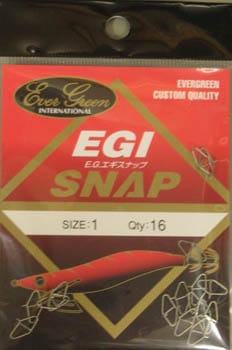 Ever Green
INTERNATIONAL
EVERGREEN
CUSTOM QUALITY
EGI
E.G.エギスナップ
SNAP
SIZE:1 Qty:16